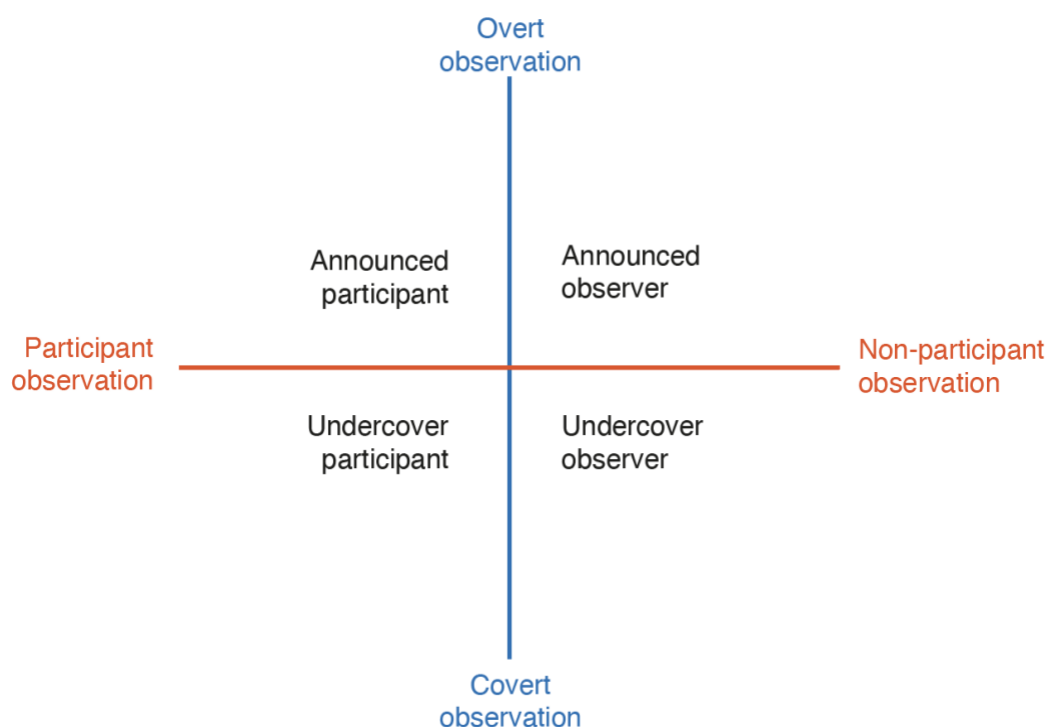 Overt
observation
Announced
participant
Announced
observer
Participant
observation
Non-participant
observation
Undercover
participant
Undercover
observer
Covert
observation